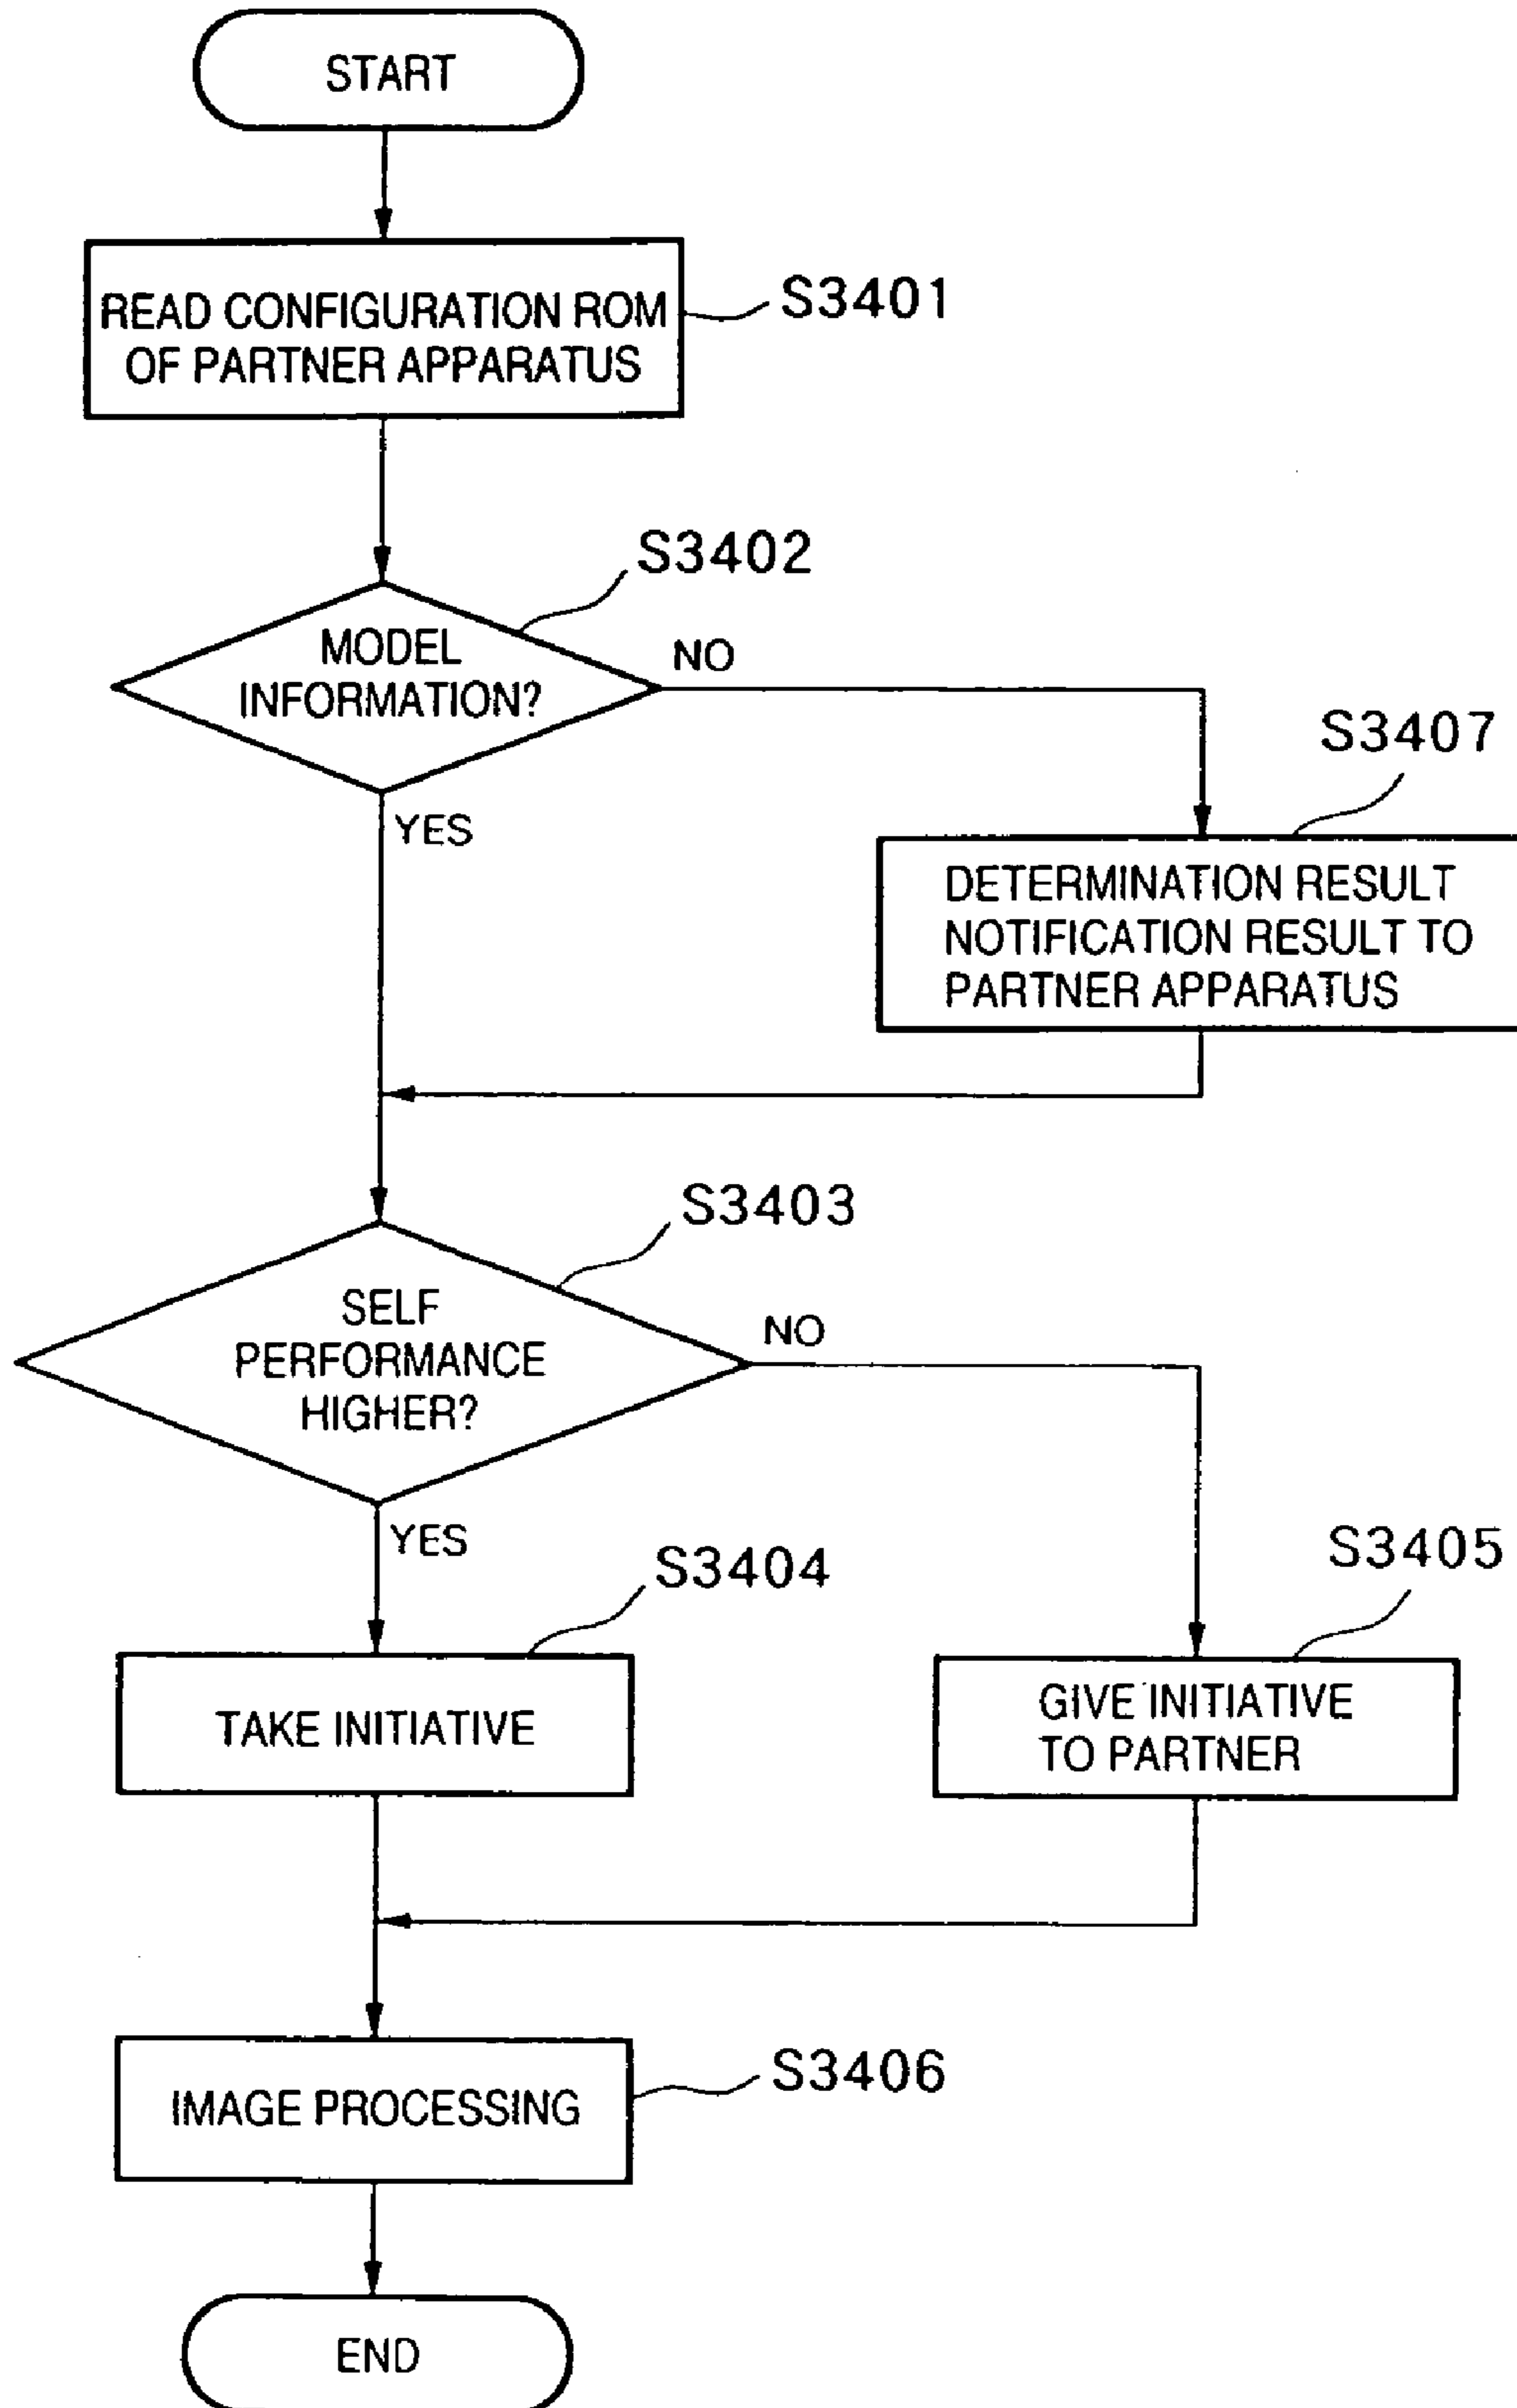 START
READ CONFIGURATION ROM
OF PARTNER APPARATUS
S3401
S3402
MODEL
INFORMATION?
NO
YES
S3407
DETERMINATION RESULT
NOTIFICATION RESULT TO
PARTNER APPARATUS
S3403
SELF
PERFORMANCE
HIGHER?
NO
YES
S3404
TAKE INITIATIVE
S3405
GIVE INITIATIVE
TO PARTNER
S3406
IMAGE PROCESSING
END